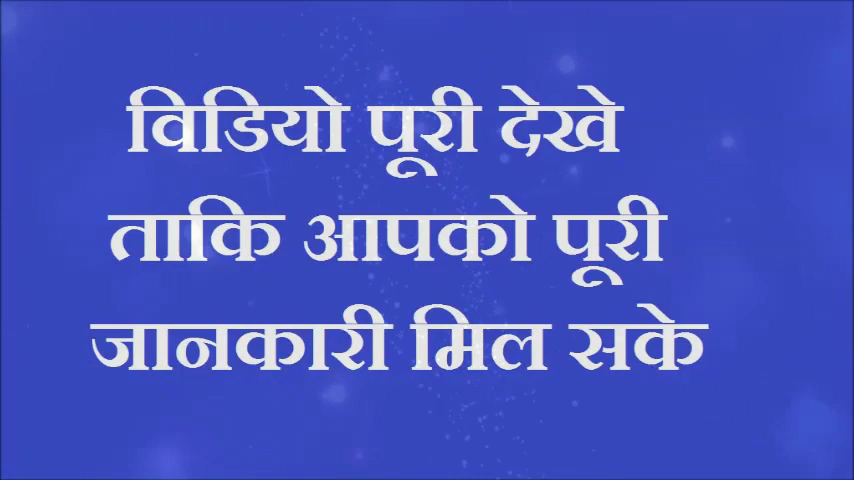 विडियो पूरी देखे
ताकि आपको पूरी
जानकारी मिल सके